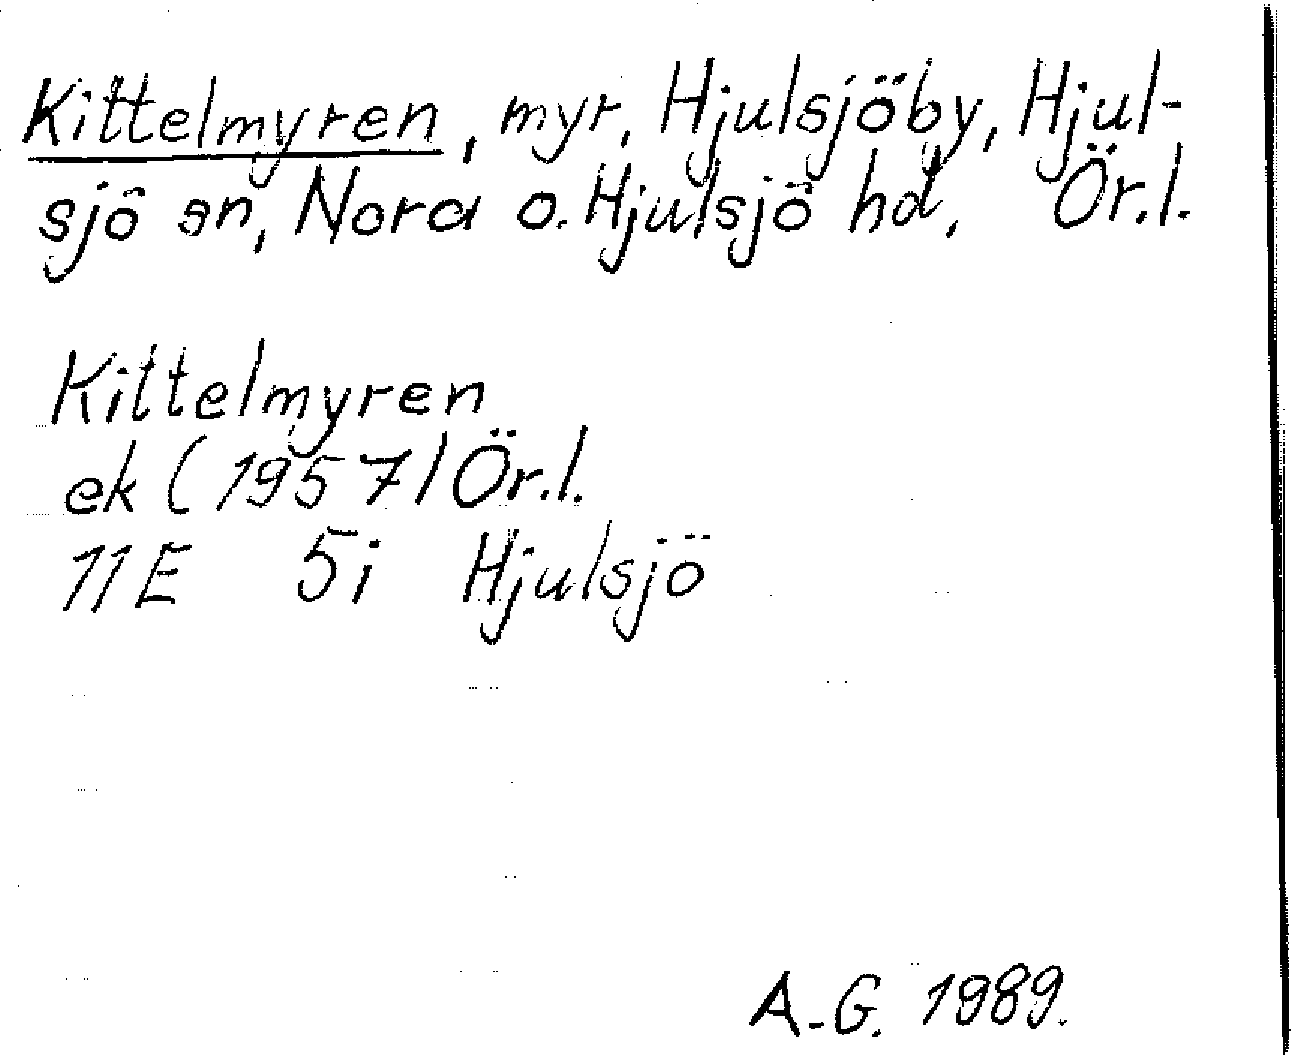 Kittelmyren, myr, Hjulsjöby, Hjul-
sjö sn, Nora o. Hjulsjö hd, Ör.l.
Kittelmyren
ek (1957) Ör.l.
11E 5i Hjulsjö
A.-G. 1989.